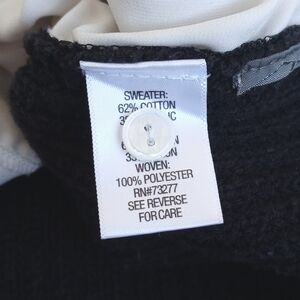 SWEATER:
62% COTTON
WOVEN:
100% POLYESTER
RN#73277
SEE REVERSE
FOR CARE